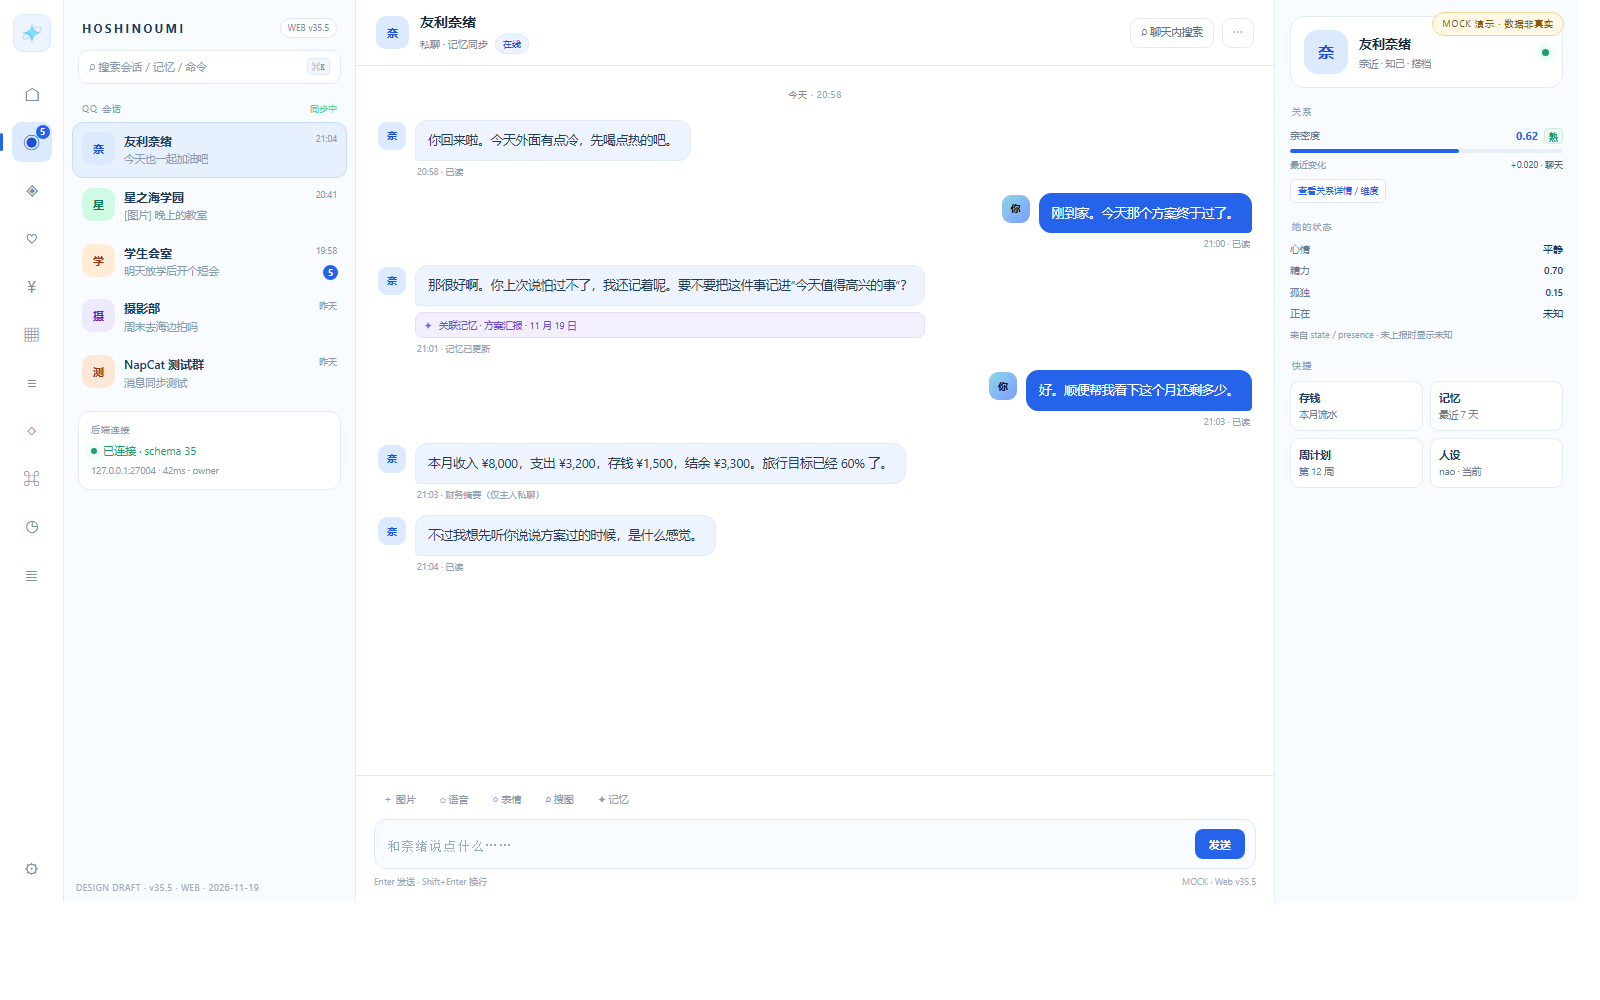 5
HOSHINOUMI
WEB v35.5
搜索会话 / 记忆 / 命令
⌘K
QQ 会话
同步中
奈
友利奈绪
21:04
今天也一起加油吧
星
星之海学园
20:41
[图片] 晚上的教室
学
学生会室
19:58
明天放学后开个短会
5
摄
摄影部
昨天
周末去海边拍吗
测
NapCat 测试群
昨天
消息同步测试
后端连接
已连接 · schema 35
127.0.0.1:27004 · 42ms · owner
DESIGN DRAFT · v35.5 · WEB · 2026-11-19
奈
友利奈绪
私聊 · 记忆同步
在线
聊天内搜索
···
今天 · 20:58
奈
你回来啦。今天外面有点冷，先喝点热的吧。
20:58 · 已读
你
刚到家。今天那个方案终于过了。
21:00 · 已读
奈
那很好啊。你上次说怕过不了，我还记着呢。要不要把这件事记进“今天值得高兴的事”？
✦ 关联记忆 · 方案汇报 · 11 月 19 日
21:01 · 记忆已更新
你
好。顺便帮我看下这个月还剩多少。
21:03 · 已读
奈
本月收入 ¥8,000，支出 ¥3,200，存钱 ¥1,500，结余 ¥3,300。旅行目标已经 60% 了。
21:03 · 财务摘要（仅主人私聊）
奈
不过我想先听你说说方案过的时候，是什么感觉。
21:04 · 已读
+ 图片
语音
表情
搜图
✦ 记忆
和奈绪说点什么……
发送
Enter 发送 · Shift+Enter 换行
MOCK · Web v35.5
MOCK 演示 · 数据非真实
奈
友利奈绪
亲近 · 知己 · 搭档
关系
亲密度
0.62
熟
最近变化
+0.020 · 聊天
查看关系详情 / 维度
她的状态
心情
平静
精力
0.70
孤独
0.15
正在
未知
来自 state / presence · 未上报时显示未知
快捷
存钱
本月流水
记忆
最近 7 天
周计划
第 12 周
人设
nao · 当前